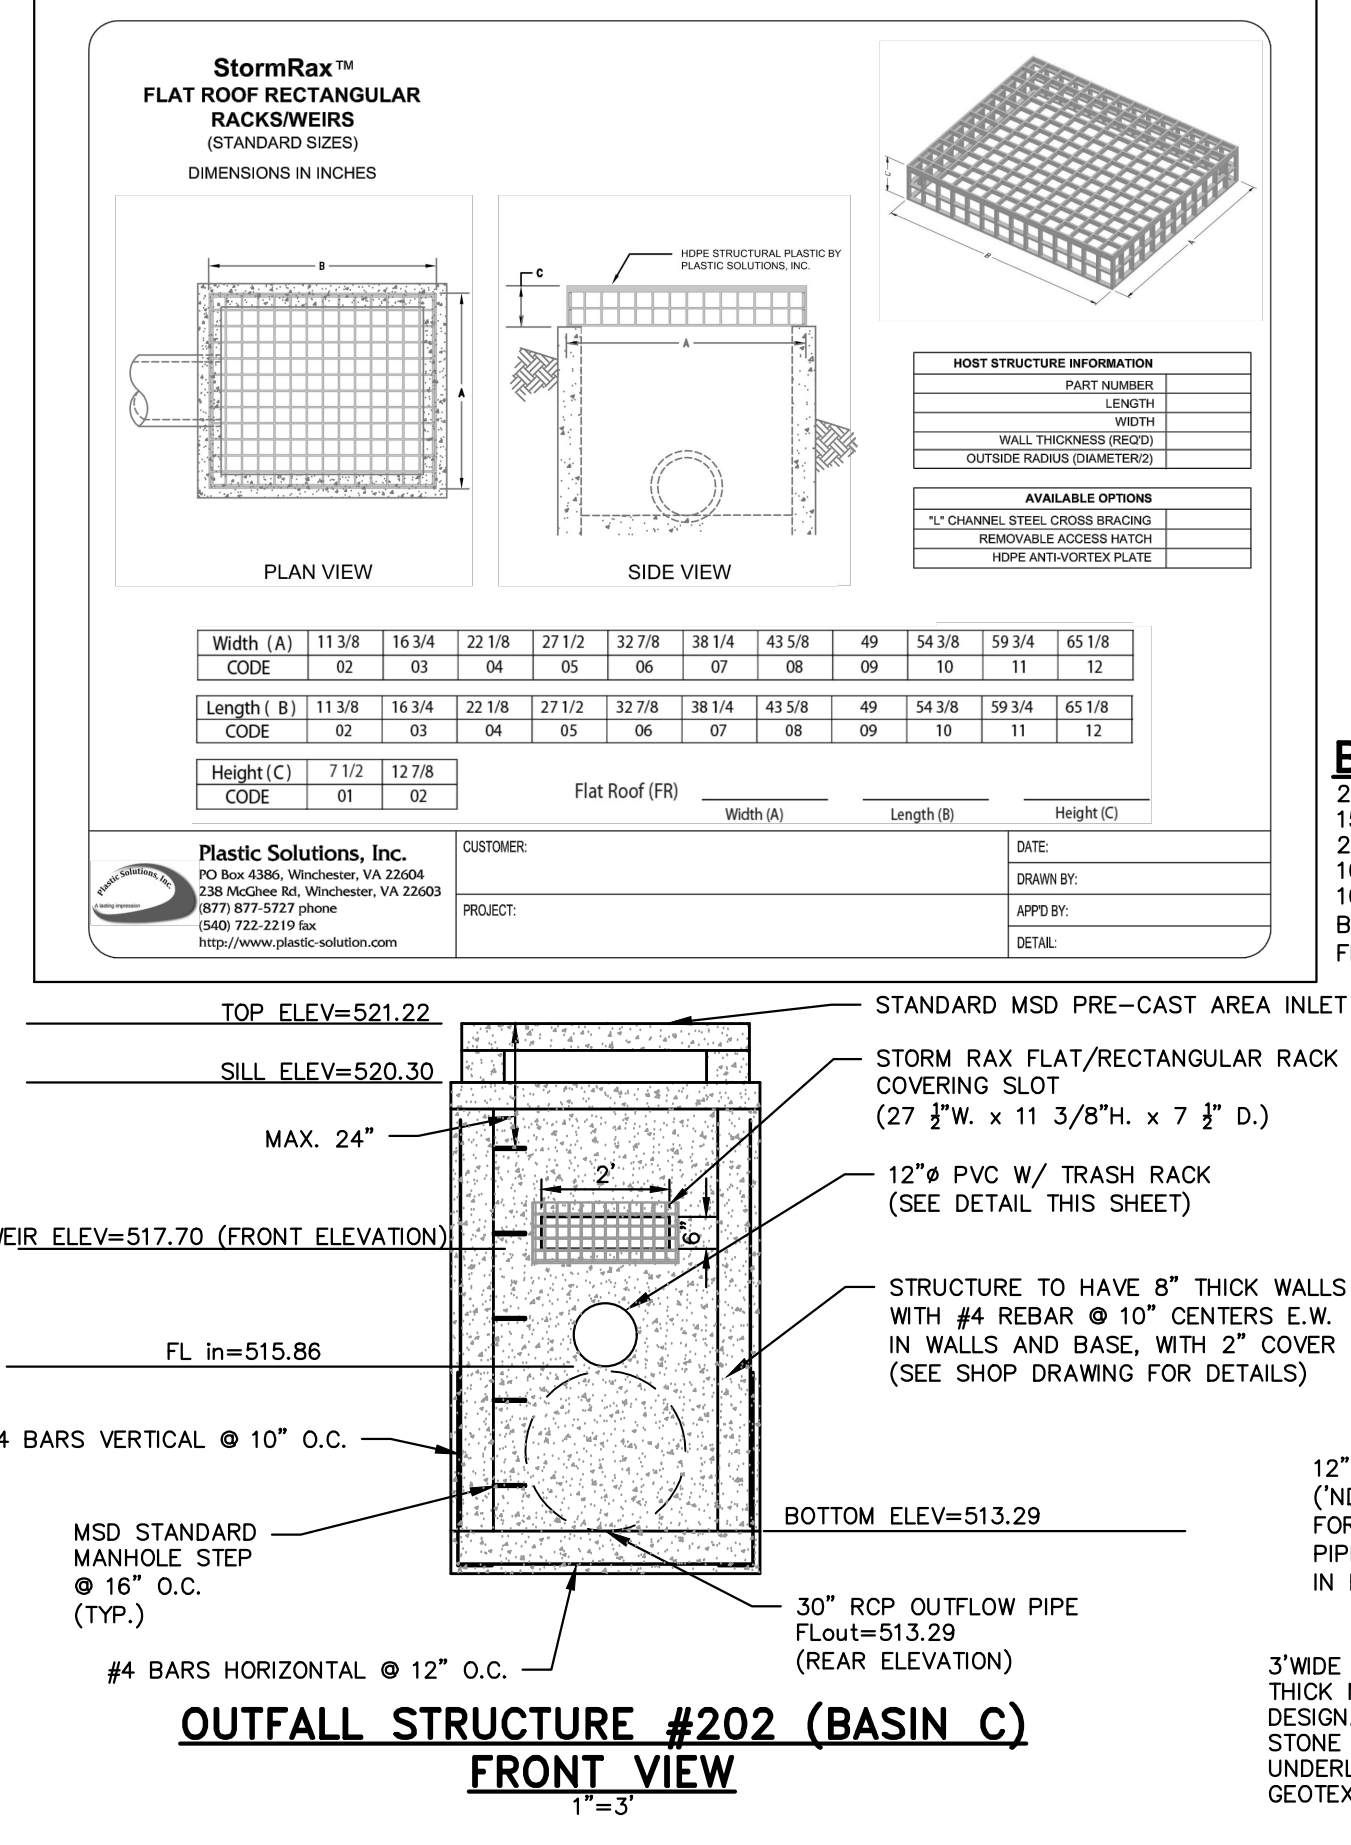 StormRax™
FLAT ROOF RECTANGULAR
RACKS/WEIRS
(STANDARD SIZES)
DIMENSIONS IN INCHES
B
A
PLAN VIEW
C
HDPE STRUCTURAL PLASTIC BY
PLASTIC SOLUTIONS, INC.
A
SIDE VIEW
C
B
A
HOST STRUCTURE INFORMATION
PART NUMBER
LENGTH
WIDTH
WALL THICKNESS (REQ'D)
OUTSIDE RADIUS (DIAMETER/2)
AVAILABLE OPTIONS
"L" CHANNEL STEEL CROSS BRACING
REMOVABLE ACCESS HATCH
HDPE ANTI-VORTEX PLATE
Width (A) 11 3/8 16 3/4 22 1/8 27 1/2 32 7/8 38 1/4 43 5/8 49 54 3/8 59 3/4 65 1/8
CODE 02 03 04 05 06 07 08 09 10 11 12
Length ( B) 11 3/8 16 3/4 22 1/8 27 1/2 32 7/8 38 1/4 43 5/8 49 54 3/8 59 3/4 65 1/8
CODE 02 03 04 05 06 07 08 09 10 11 12
Height (C) 7 1/2 12 7/8
CODE 01 02
Flat Roof (FR)
Width (A) Length (B) Height (C)
Plastic Solutions, Inc.
A lasting impression
Plastic Solutions, Inc.
PO Box 4386, Winchester, VA 22604
238 McGhee Rd, Winchester, VA 22603
(877) 877-5727 phone
(540) 722-2219 fax
http://www.plastic-solution.com
CUSTOMER:
PROJECT:
DATE:
DRAWN BY:
APP'D BY:
DETAIL:
TOP ELEV=521.22
SILL ELEV=520.30
MAX. 24"
EIR ELEV=517.70 (FRONT ELEVATION)
FL in=515.86
4 BARS VERTICAL @ 10" O.C.
MSD STANDARD
MANHOLE STEP
@ 16" O.C.
(TYP.)
#4 BARS HORIZONTAL @ 12" O.C.
2'
6"
STANDARD MSD PRE-CAST AREA INLET
STORM RAX FLAT/RECTANGULAR RACK
COVERING SLOT
(27 ½"W. x 11 3/8"H. x 7 ½" D.)
12"ø PVC W/ TRASH RACK
(SEE DETAIL THIS SHEET)
STRUCTURE TO HAVE 8" THICK WALLS
WITH #4 REBAR @ 10" CENTERS E.W.
IN WALLS AND BASE, WITH 2" COVER
(SEE SHOP DRAWING FOR DETAILS)
BOTTOM ELEV=513.29
30" RCP OUTFLOW PIPE
FLout=513.29
(REAR ELEVATION)
OUTFALL STRUCTURE #202 (BASIN C)
FRONT VIEW
1"=3'
12"
FOR
IN
3'WIDE
THICK
DESIGN.
STONE